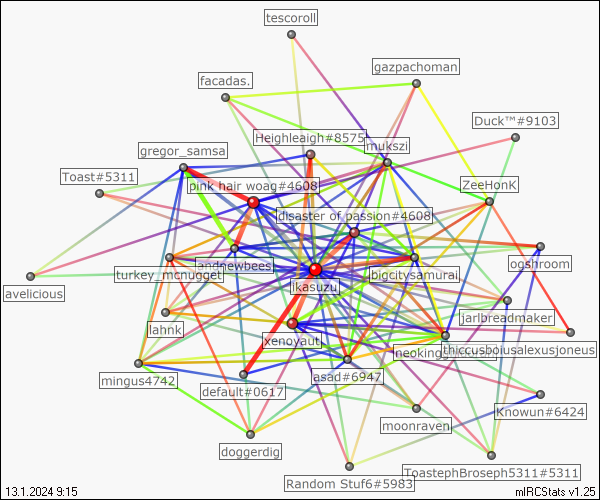 tescoroll
gazpachoman
facadas.
Duck™#9103
Heighleaigh#8575
mukszi
gregor_samsa
Toast#5311
pink hair woag#4608
ZeeHonK
disaster of passion#4608
ogshroom
andnewbees
turkey_mcnugget
bigcitysamurai
ikasuzu
avelicious
jarlbreadmaker
lahnk
xenoyaut
thiccusboiusalexusjoneus
asad#6947
mingus4742
default#0617
Knowun#6424
moonraven
doggerdig
ToastephBroseph5311#5311
Random Stuf6#5983
13.1.2024 9:15
mIRCStats v1.25